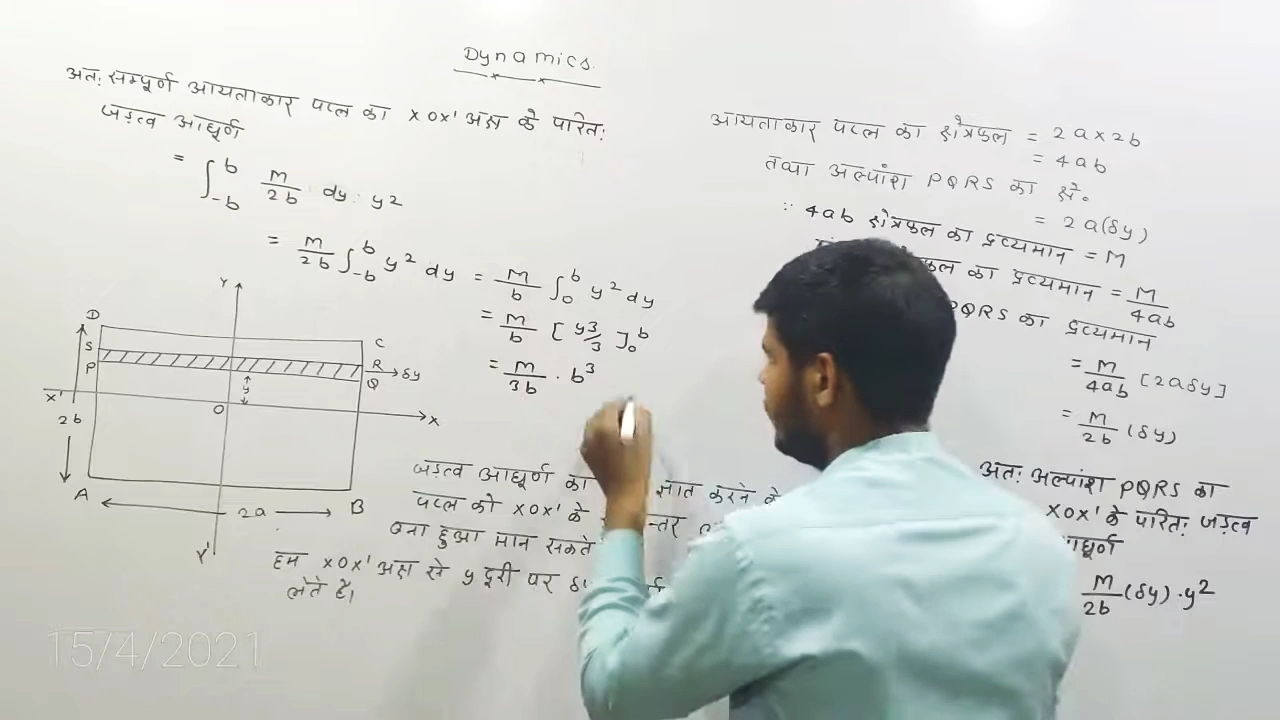 Dynamics.
अतः सम्पूर्ण आयताकार पटल का XOX' अक्ष के परितः
जड़त्व आघूर्ण
= ∫_{-b}^{b} M/2b · dy · y²
= M/2b ∫_{-b}^{b} y² dy = M/b ∫_0^b y² dy
= M/b [y³/3]_0^b
= M/3b · b³
Y
D
C
S
P
R
Q
δy
y
X'
O
X
2b
A
B
2a
Y'
जड़त्व आघूर्ण का ज्ञात करने के
पटल को XOX' के
बना हुआ मान सकते
हम XOX' अक्ष से y दूरी पर δ
लेते हैं।
आयताकार पटल का क्षेत्रफल = 2a×2b
= 4ab
तथा अल्पांश PQRS का क्षे०
= 2a(δy)
∵ 4ab क्षेत्रफल का द्रव्यमान = M
का द्रव्यमान = M/4ab
PQRS का द्रव्यमान
= M/4ab [2aδy]
= M/2b (δy)
अतः अल्पांश PQRS का
XOX' के परितः जड़त्व
M/2b (δy)·y²
15/4/2021